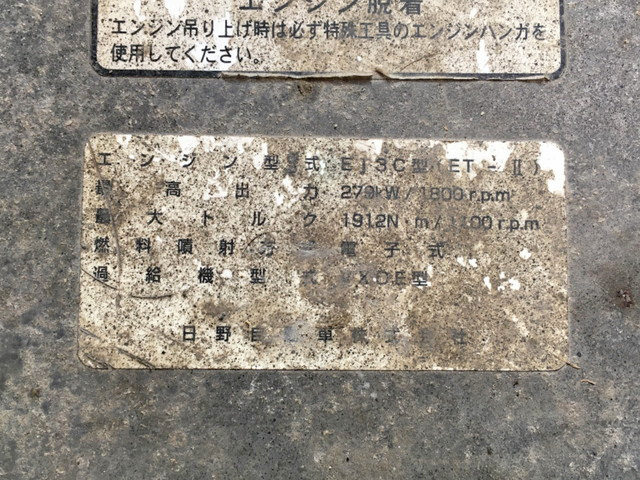 エンジン脱着
エンジン吊り上げ時は必ず特殊工具のエンジンハンガを
使用してください。
エンジン型式 E13C型(ET-Ⅱ)
最高出力 279kW/1800r.p.m
最大トルク 1912N m/1100r.p.m
燃料噴射方式 電子式
過給機型式 型
日野自動車株式会社